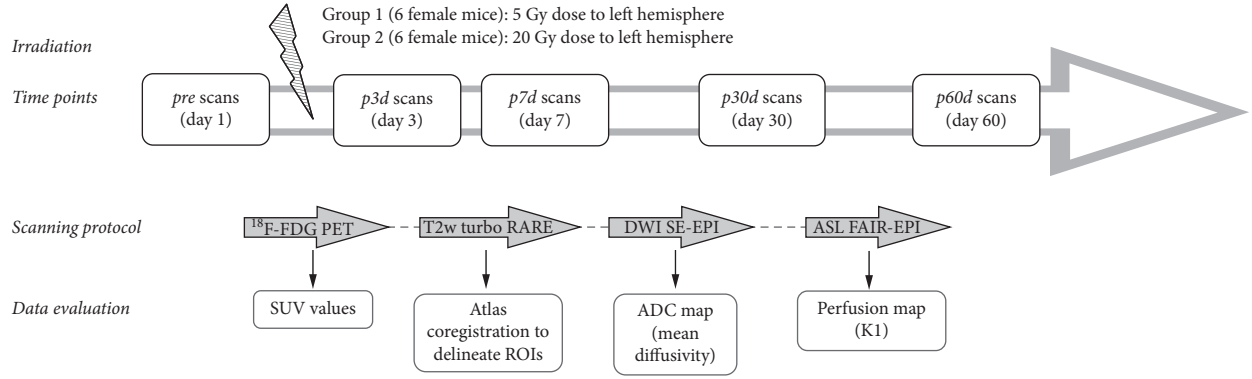 Group 1 (6 female mice): 5 Gy dose to left hemisphere
Group 2 (6 female mice): 20 Gy dose to left hemisphere
Irradiation
Time points
pre scans
(day 1)
p3d scans
(day 3)
p7d scans
(day 7)
p30d scans
(day 30)
p60d scans
(day 60)
Scanning protocol
¹⁸F-FDG PET
T2w turbo RARE
DWI SE-EPI
ASL FAIR-EPI
Data evaluation
SUV values
Atlas
coregistration to
delineate ROIs
ADC map
(mean
diffusivity)
Perfusion map
(K1)